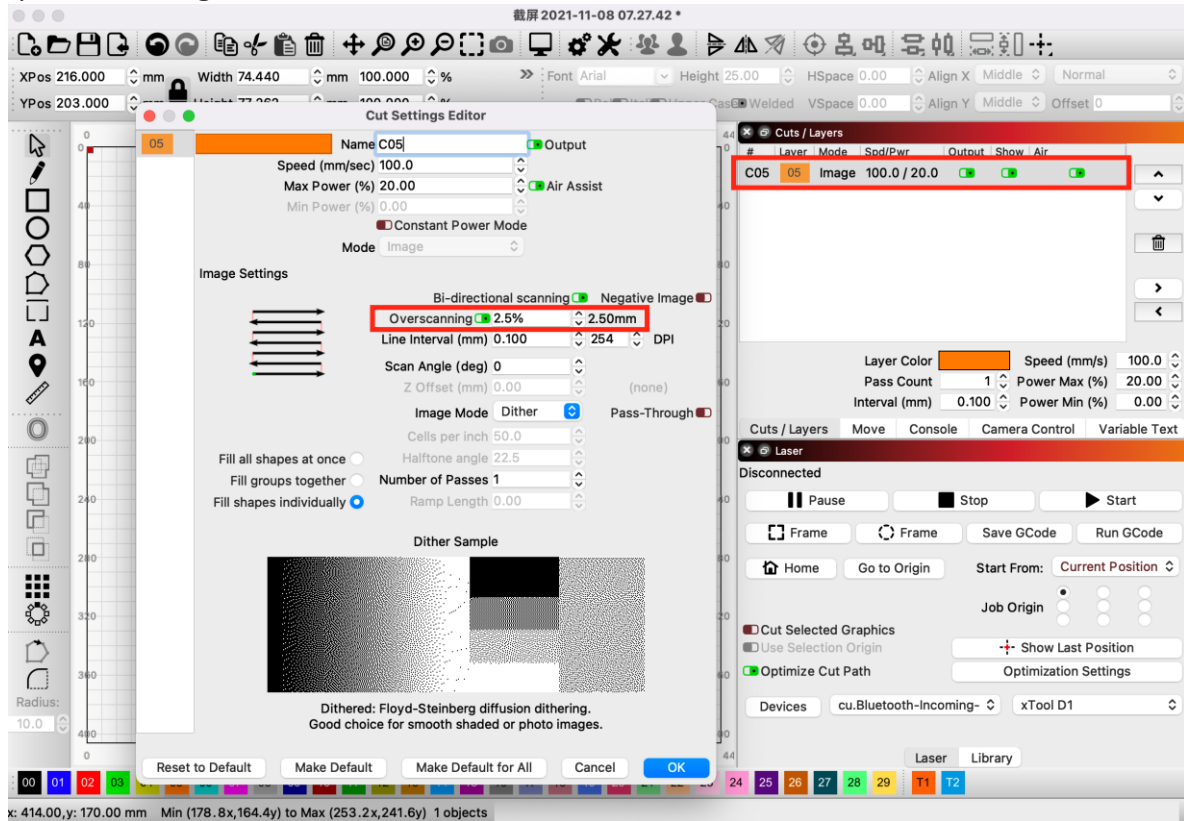 截屏 2021-11-08 07.27.42 *
XPos 216.000 mm Width 74.440 mm 100.000 % » Font Arial Height 25.00 HSpace 0.00 Align X Middle Normal
YPos 203.000 Welded VSpace 0.00 Align Y Middle Offset 0
Cut Settings Editor
05
Name C05 Output
Speed (mm/sec) 100.0
Max Power (%) 20.00 Air Assist
Min Power (%) 0.00
Constant Power Mode
Mode Image
Image Settings
Bi-directional scanning Negative Image
Overscanning 2.5% 2.50mm
Line Interval (mm) 0.100 254 DPI
Scan Angle (deg) 0
Z Offset (mm) 0.00 (none)
Image Mode Dither Pass-Through
Cells per inch 50.0
Fill all shapes at once Halftone angle 22.5
Fill groups together Number of Passes 1
Fill shapes individually Ramp Length 0.00
Dither Sample
Dithered: Floyd-Steinberg diffusion dithering.
Good choice for smooth shaded or photo images.
Reset to Default Make Default Make Default for All Cancel OK
Cuts / Layers
# Layer Mode Spd/Pwr Output Show Air
C05 05 Image 100.0 / 20.0
Layer Color Speed (mm/s) 100.0
Pass Count 1 Power Max (%) 20.00
Interval (mm) 0.100 Power Min (%) 0.00
Cuts / Layers Move Console Camera Control Variable Text
Laser
Disconnected
Pause Stop Start
Frame Frame Save GCode Run GCode
Home Go to Origin Start From: Current Position
Job Origin
Cut Selected Graphics
Use Selection Origin Show Last Position
Optimize Cut Path Optimization Settings
Devices cu.Bluetooth-Incoming- xTool D1
Laser Library
0
0
40
80
120
160
200
240
280
320
360
400
0
Radius:
10.0
00 01 02 03 24 25 26 27 28 29 T1 T2
x: 414.00,y: 170.00 mm Min (178.8x,164.4y) to Max (253.2x,241.6y) 1 objects